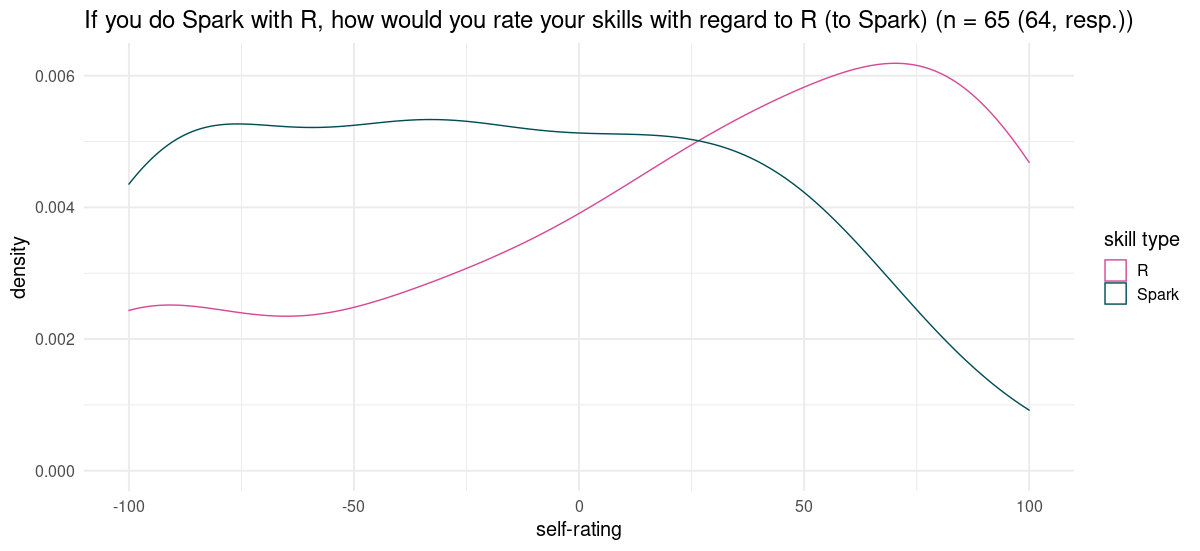 If you do Spark with R, how would you rate your skills with regard to R (to Spark) (n = 65 (64, resp.))
0.006
0.004
0.002
0.000
density
-100
-50
0
50
100
self-rating
skill type
R
Spark